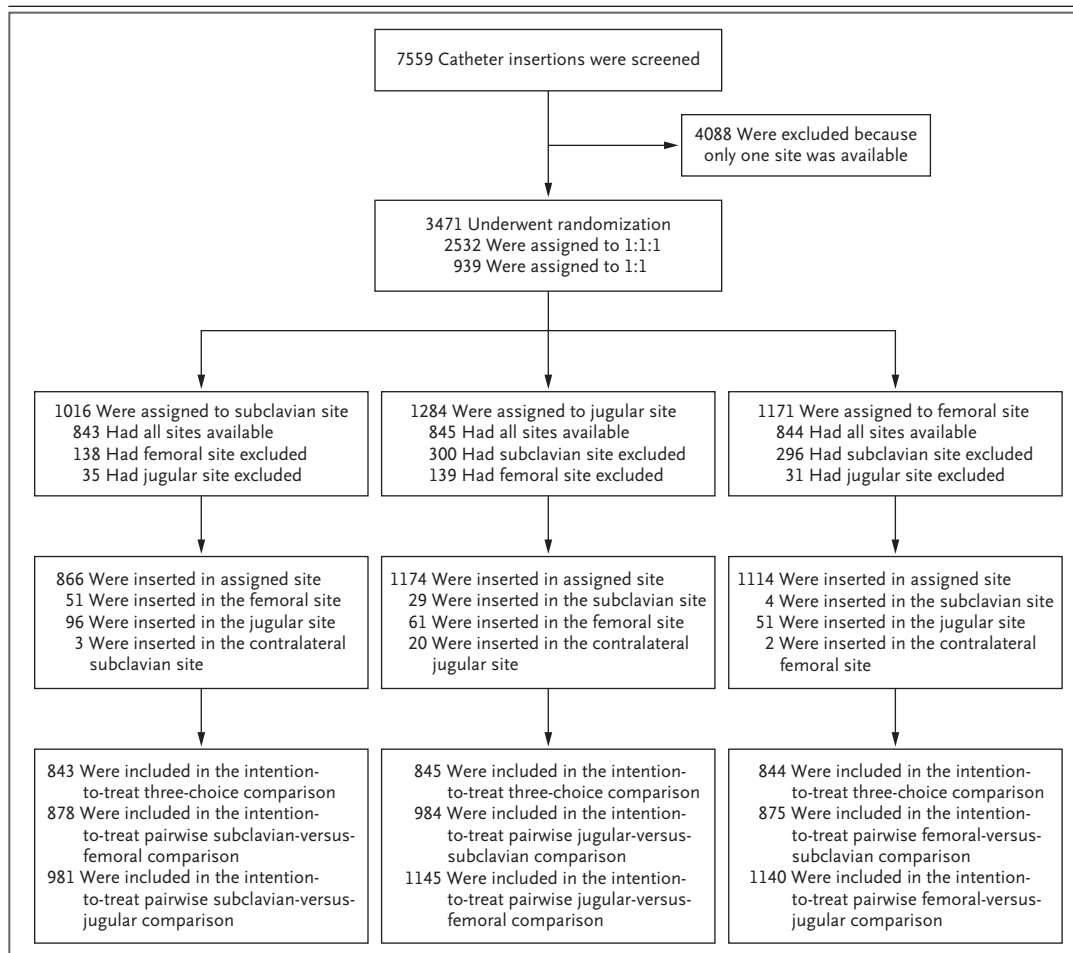 7559 Catheter insertions were screened
4088 Were excluded because
only one site was available
3471 Underwent randomization
2532 Were assigned to 1:1:1
939 Were assigned to 1:1
1016 Were assigned to subclavian site
843 Had all sites available
138 Had femoral site excluded
35 Had jugular site excluded
1284 Were assigned to jugular site
845 Had all sites available
300 Had subclavian site excluded
139 Had femoral site excluded
1171 Were assigned to femoral site
844 Had all sites available
296 Had subclavian site excluded
31 Had jugular site excluded
866 Were inserted in assigned site
51 Were inserted in the femoral site
96 Were inserted in the jugular site
3 Were inserted in the contralateral
subclavian site
1174 Were inserted in assigned site
29 Were inserted in the subclavian site
61 Were inserted in the femoral site
20 Were inserted in the contralateral
jugular site
1114 Were inserted in assigned site
4 Were inserted in the subclavian site
51 Were inserted in the jugular site
2 Were inserted in the contralateral
femoral site
843 Were included in the intention-
to-treat three-choice comparison
878 Were included in the intention-
to-treat pairwise subclavian-versus-
femoral comparison
981 Were included in the intention-
to-treat pairwise subclavian-versus-
jugular comparison
845 Were included in the intention-
to-treat three-choice comparison
984 Were included in the intention-
to-treat pairwise jugular-versus-
subclavian comparison
1145 Were included in the intention-
to-treat pairwise jugular-versus-
femoral comparison
844 Were included in the intention-
to-treat three-choice comparison
875 Were included in the intention-
to-treat pairwise femoral-versus-
subclavian comparison
1140 Were included in the intention-
to-treat pairwise femoral-versus-
jugular comparison